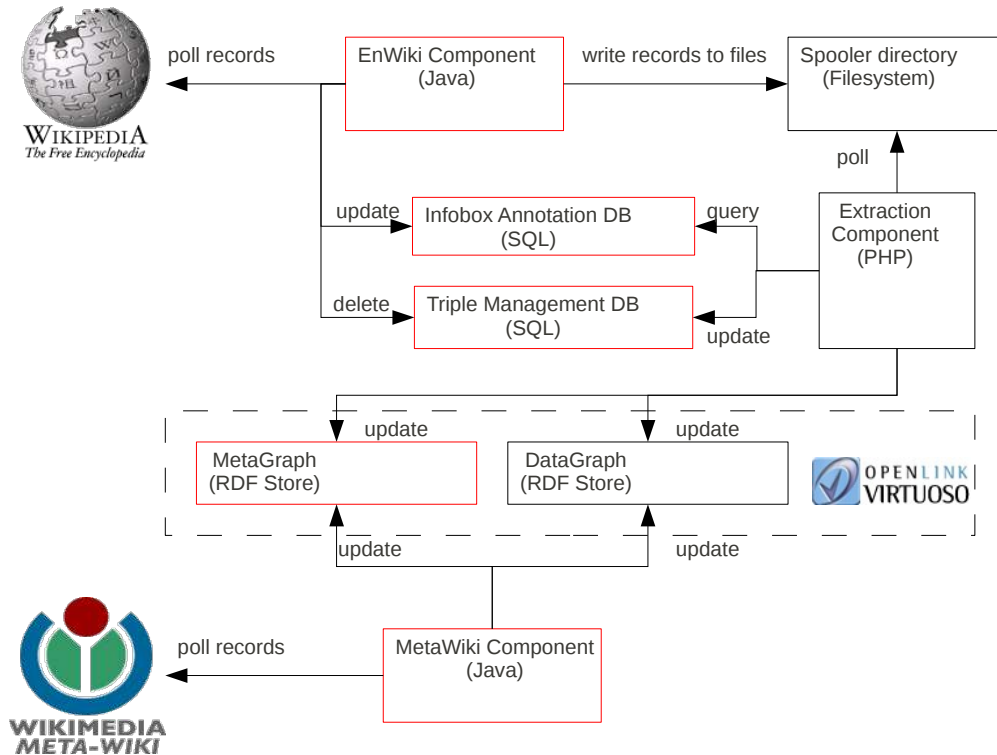 poll records
EnWiki Component
(Java)
write records to files
Spooler directory
(Filesystem)
WIKIPEDIA
The Free Encyclopedia
poll
update
Infobox Annotation DB
(SQL)
query
Extraction
Component
(PHP)
delete
Triple Management DB
(SQL)
update
update
update
MetaGraph
(RDF Store)
DataGraph
(RDF Store)
OPENLINK
VIRTUOSO
update
update
poll records
MetaWiki Component
(Java)
WIKIMEDIA
META-WIKI